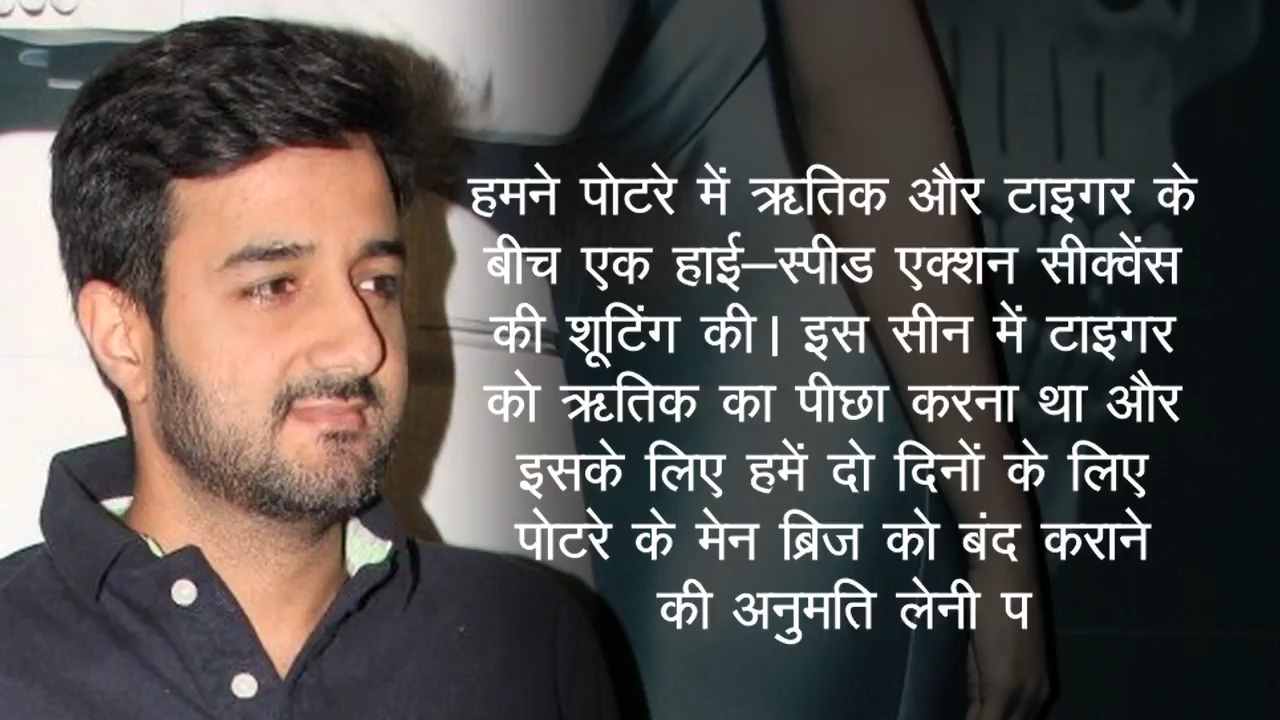 हमने पोटरे में ऋतिक और टाइगर के
बीच एक हाई–स्पीड एक्शन सीक्वेंस
की शूटिंग की। इस सीन में टाइगर
को ऋतिक का पीछा करना था और
इसके लिए हमें दो दिनों के लिए
पोटरे के मेन ब्रिज को बंद कराने
की अनुमति लेनी प